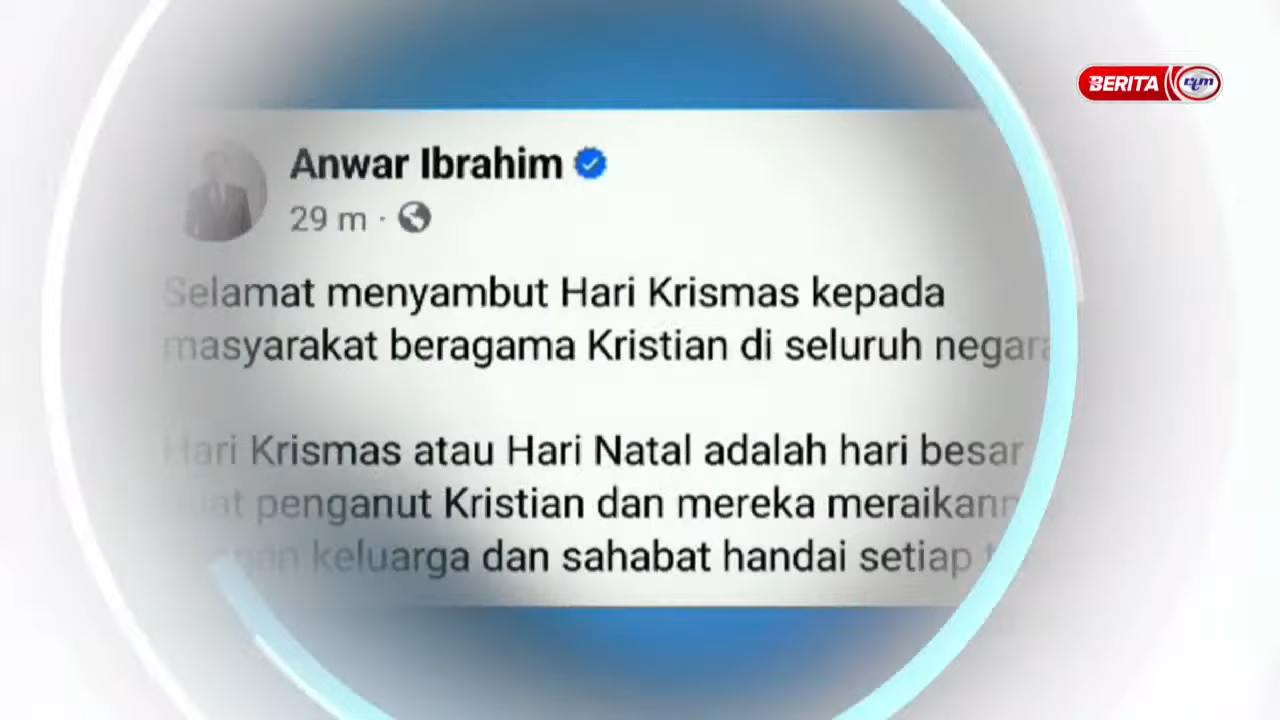 BERITA rtm
Anwar Ibrahim
29 m ·
Selamat menyambut Hari Krismas kepada
masyarakat beragama Kristian di seluruh negara
Hari Krismas atau Hari Natal adalah hari besar
penganut Kristian dan mereka
keluarga dan sahabat handai setiap